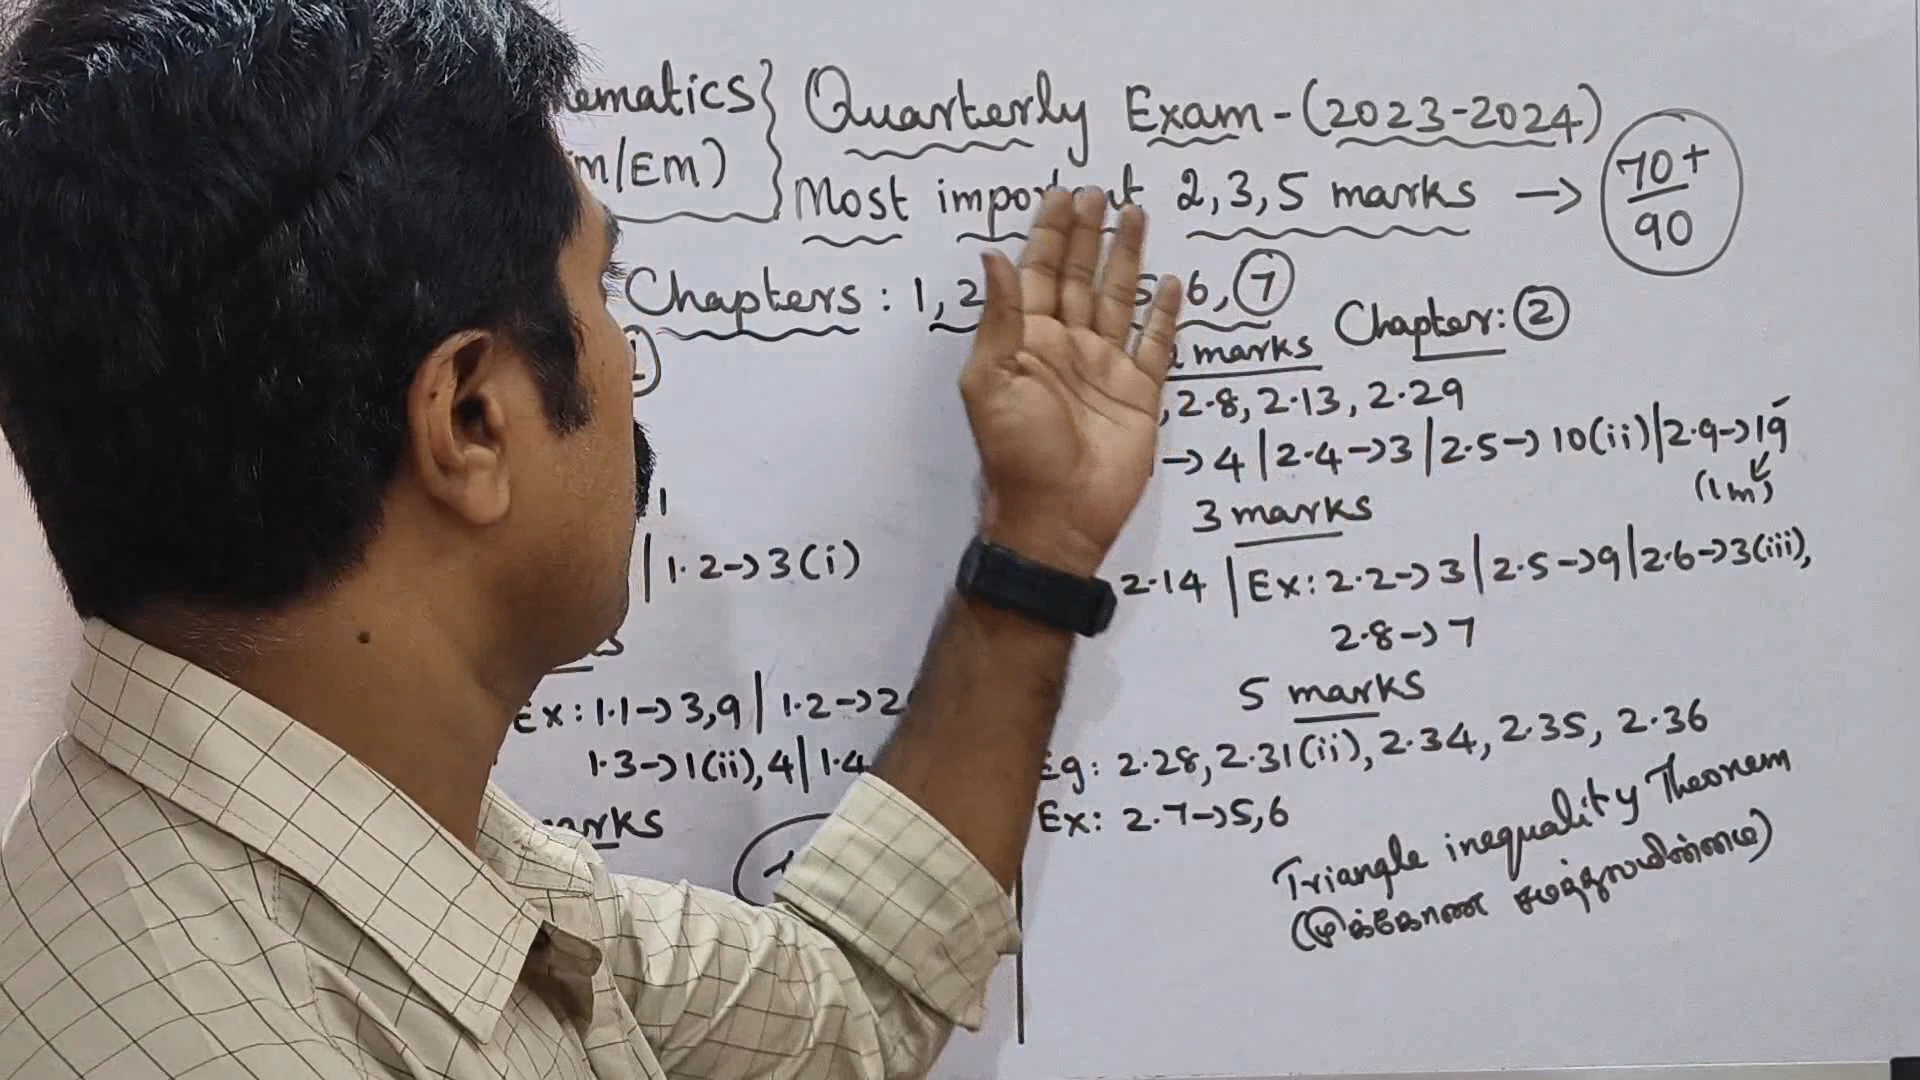 ematics } Quarterly Exam - (2023-2024)
m/Em) Most important 2, 3, 5 marks → 70+/90
Chapters : 1, 2 5 6, 7
1
1
| 1.2→3(i)
Ex: 1.1→3,9 | 1.2→2
1.3→1(ii), 4 | 1.4
marks
marks Chapter: 2
, 2.8, 2.13, 2.29
→4 | 2.4→3 | 2.5→10(ii) | 2.9→19
(1m)
3 marks
2.14 | Ex: 2.2→3 | 2.5→9 | 2.6→3(iii),
2.8→7
5 marks
Eg: 2.28, 2.31(ii), 2.34, 2.35, 2.36
Ex: 2.7→5,6
Triangle inequality Theorem
(முக்கோண சமத்துவமின்மை)